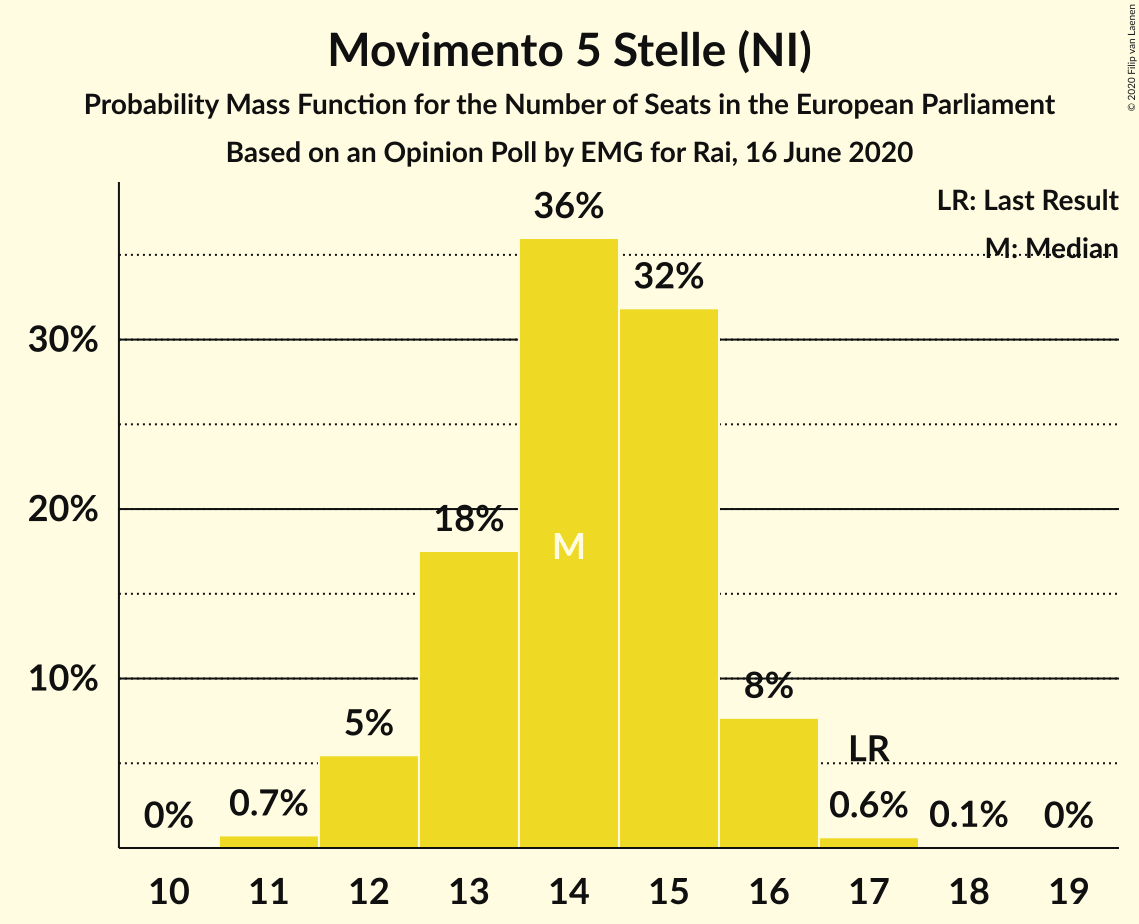 Movimento 5 Stelle (NI)
Probability Mass Function for the Number of Seats in the European Parliament
Based on an Opinion Poll by EMG for Rai, 16 June 2020
© 2020 Filip van Laenen
LR: Last Result
M: Median
30%
20%
10%
0%
0.7%
5%
18%
36%
M
32%
8%
LR
0.6%
0.1%
0%
10 11 12 13 14 15 16 17 18 19